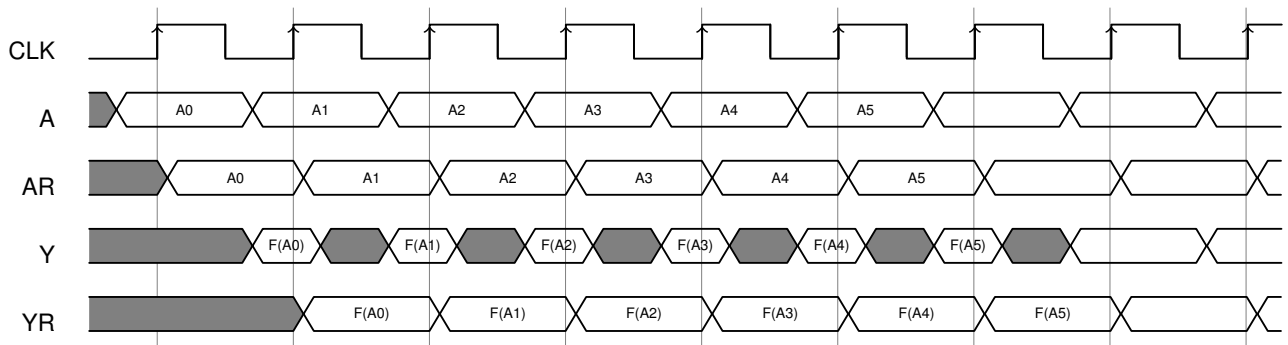 CLK
A A0 A1 A2 A3 A4 A5
AR A0 A1 A2 A3 A4 A5
Y F(A0) F(A1) F(A2) F(A3) F(A4) F(A5)
YR F(A0) F(A1) F(A2) F(A3) F(A4) F(A5)